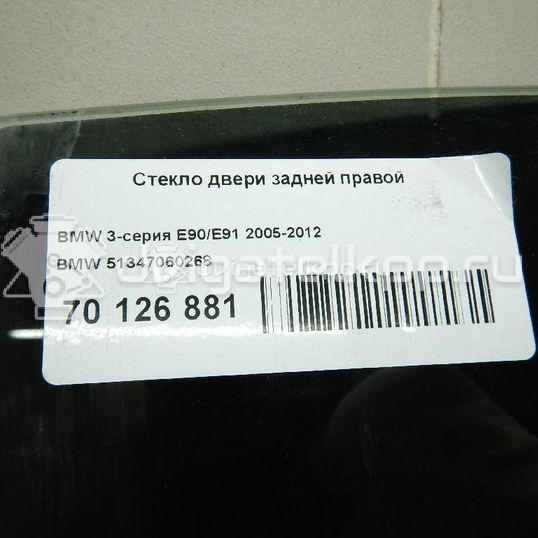 Стекло двери задней правой
BMW 3-серия E90/E91 2005-2012
BMW 51347060268
70 126 881